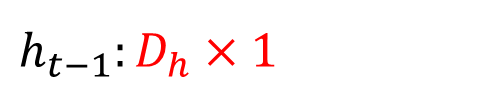 h_{t-1}: D_h × 1